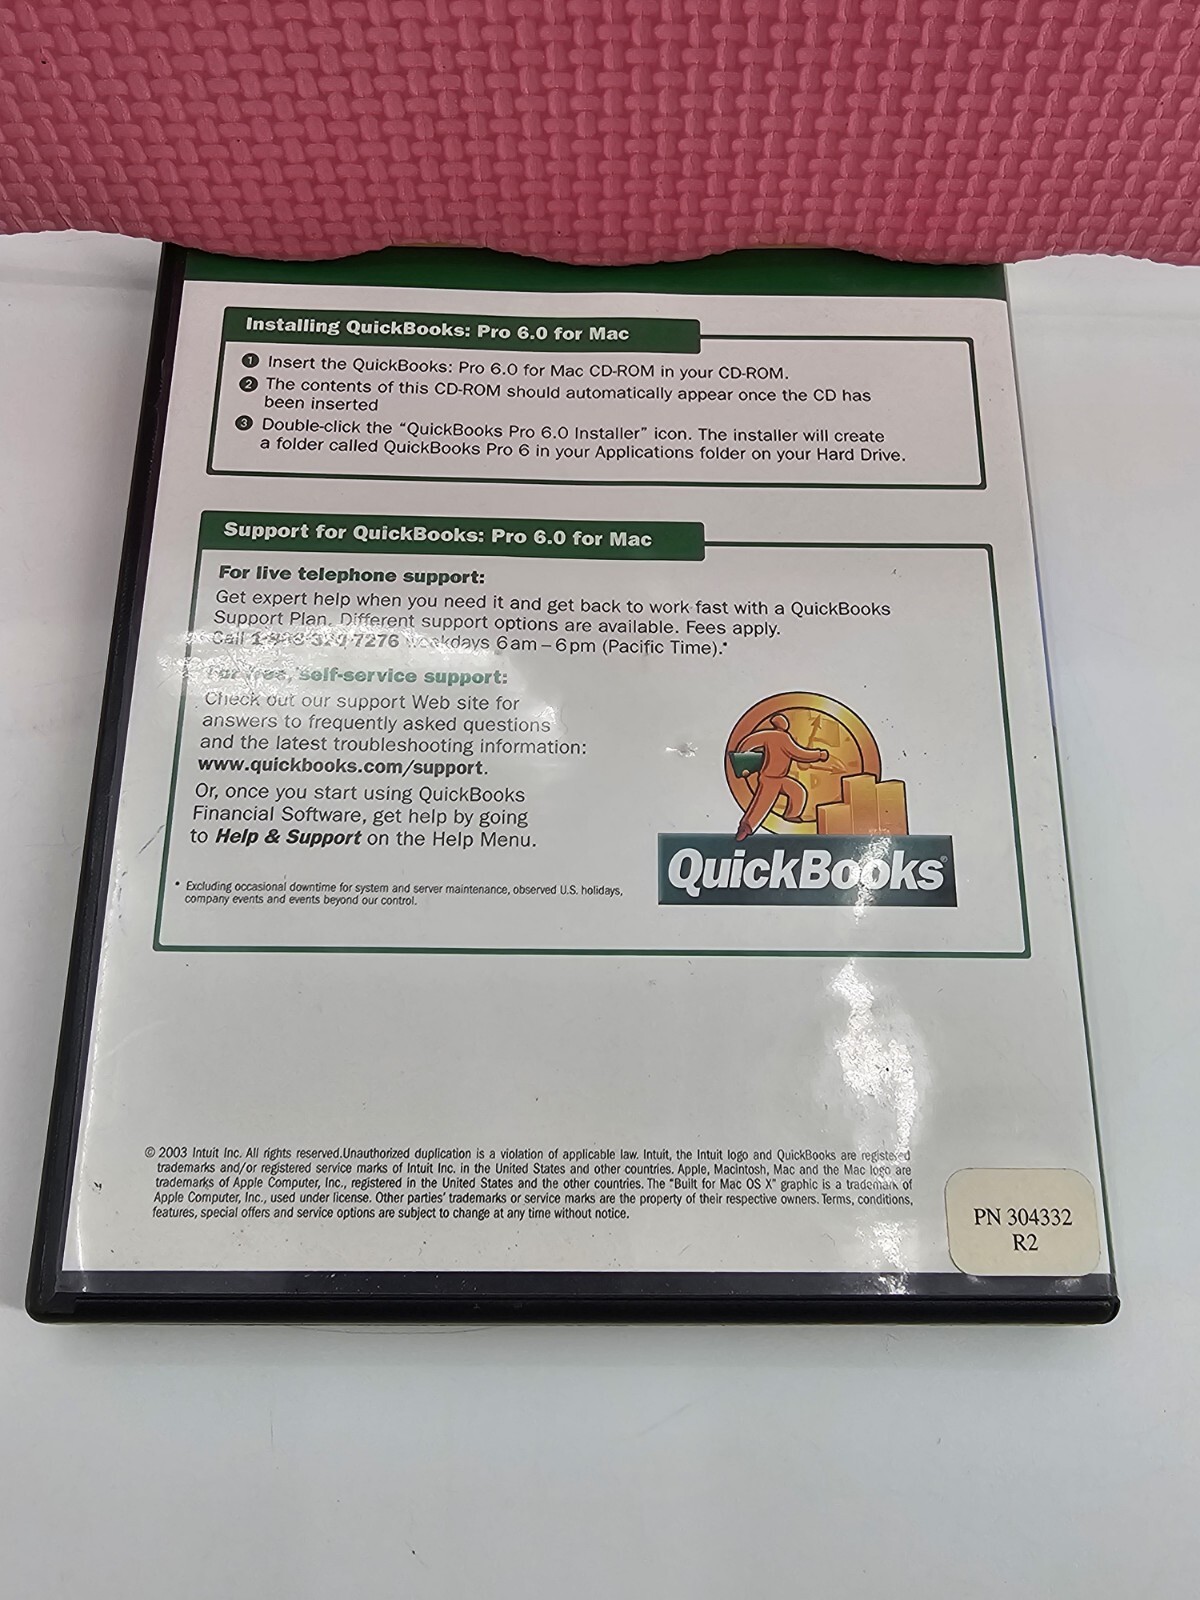 Installing QuickBooks: Pro 6.0 for Mac
1 Insert the QuickBooks: Pro 6.0 for Mac CD-ROM in your CD-ROM.
2 The contents of this CD-ROM should automatically appear once the CD has
been inserted
3 Double-click the “QuickBooks Pro 6.0 Installer” icon. The installer will create
a folder called QuickBooks Pro 6 in your Applications folder on your Hard Drive.
Support for QuickBooks: Pro 6.0 for Mac
For live telephone support:
Get expert help when you need it and get back to work fast with a QuickBooks
Support Plan. Different support options are available. Fees apply.
Call 7276 weekdays 6am – 6pm (Pacific Time).*
For free, self-service support:
Check out our support Web site for
answers to frequently asked questions
and the latest troubleshooting information:
www.quickbooks.com/support.
Or, once you start using QuickBooks
Financial Software, get help by going
to Help & Support on the Help Menu.
* Excluding occasional downtime for system and server maintenance, observed U.S. holidays,
company events and events beyond our control.
QuickBooks®
© 2003 Intuit Inc. All rights reserved.Unauthorized duplication is a violation of applicable law. Intuit, the Intuit logo and QuickBooks are registered
trademarks and/or registered service marks of Intuit Inc. in the United States and other countries. Apple, Macintosh, Mac and the Mac logo are
trademarks of Apple Computer, Inc., registered in the United States and the other countries. The "Built for Mac OS X" graphic is a trademark of
Apple Computer, Inc., used under license. Other parties' trademarks or service marks are the property of their respective owners. Terms, conditions,
features, special offers and service options are subject to change at any time without notice.
PN 304332
R2